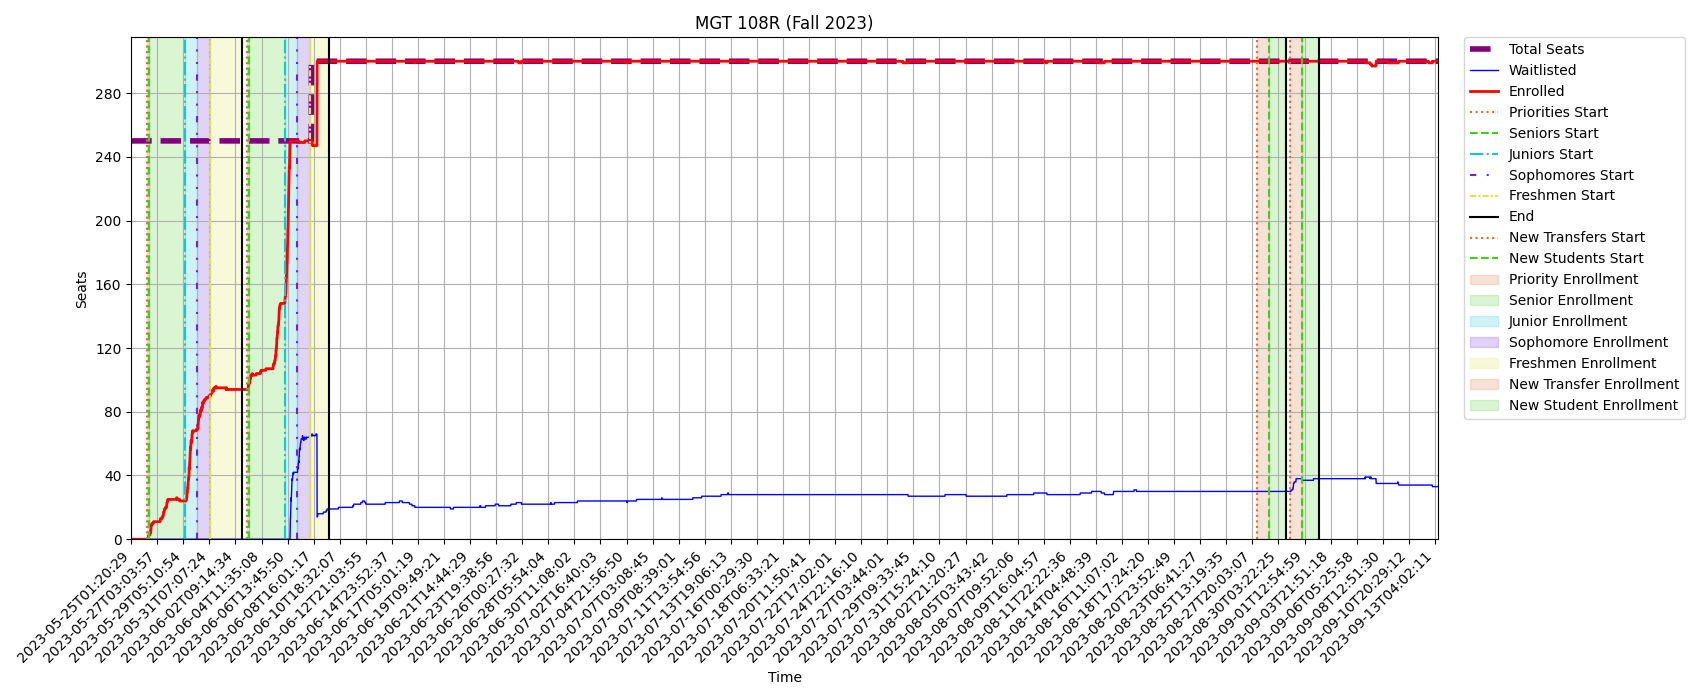 MGT 108R (Fall 2023)
Seats
280
240
200
160
120
80
40
0
2023-05-25T01:20:29
2023-05-27T03:03:57
2023-05-29T05:10:54
2023-05-31T07:07:24
2023-06-02T09:14:34
2023-06-04T11:35:08
2023-06-06T13:45:50
2023-06-08T16:01:17
2023-06-10T18:32:07
2023-06-12T21:03:55
2023-06-14T23:52:37
2023-06-17T05:01:19
2023-06-19T09:49:21
2023-06-21T14:44:29
2023-06-23T19:38:56
2023-06-26T00:27:32
2023-06-28T05:54:04
2023-06-30T11:08:02
2023-07-02T16:40:03
2023-07-04T21:56:50
2023-07-07T03:08:45
2023-07-09T08:39:01
2023-07-11T13:54:56
2023-07-13T19:06:13
2023-07-16T00:29:30
2023-07-18T06:33:21
2023-07-20T11:50:41
2023-07-22T17:02:01
2023-07-24T22:16:10
2023-07-27T03:44:01
2023-07-29T09:33:45
2023-07-31T15:24:10
2023-08-02T21:20:27
2023-08-05T03:43:42
2023-08-07T09:52:06
2023-08-09T16:04:57
2023-08-11T22:22:36
2023-08-14T04:48:39
2023-08-16T11:07:02
2023-08-18T17:24:20
2023-08-20T23:52:49
2023-08-23T06:41:27
2023-08-25T13:19:35
2023-08-27T20:03:07
2023-08-30T03:22:25
2023-09-01T12:54:59
2023-09-03T21:51:18
2023-09-06T05:25:58
2023-09-08T12:51:30
2023-09-10T20:29:12
2023-09-13T04:02:11
Time
Total Seats
Waitlisted
Enrolled
Priorities Start
Seniors Start
Juniors Start
Sophomores Start
Freshmen Start
End
New Transfers Start
New Students Start
Priority Enrollment
Senior Enrollment
Junior Enrollment
Sophomore Enrollment
Freshmen Enrollment
New Transfer Enrollment
New Student Enrollment